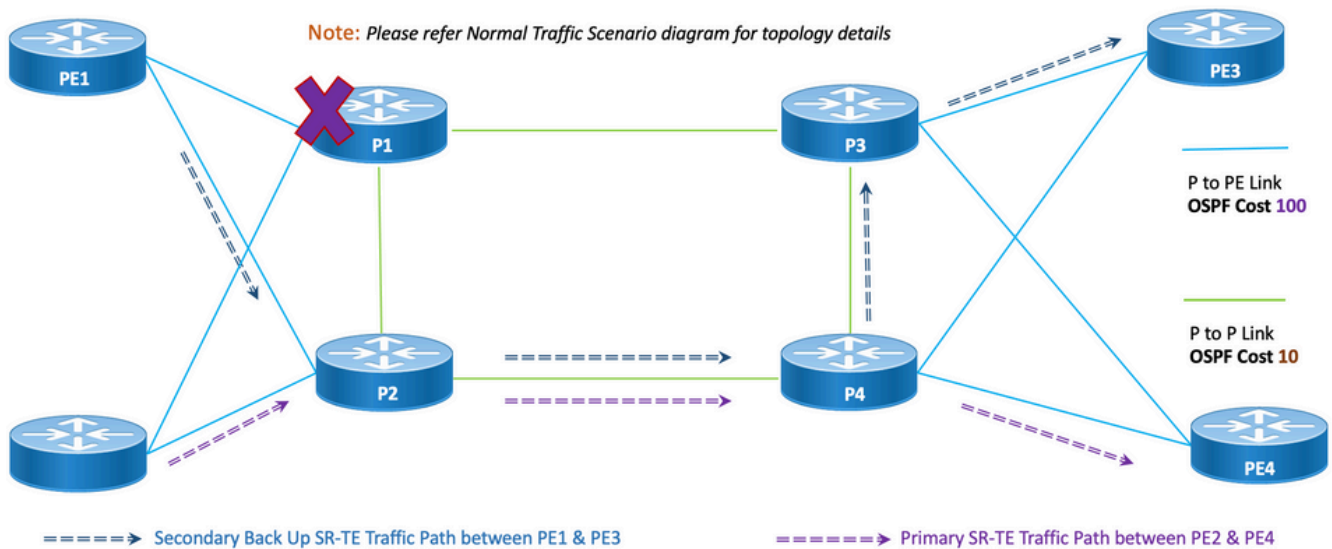 Note: Please refer Normal Traffic Scenario diagram for topology details
PE1
PE3
P1
P3
P to PE Link
OSPF Cost 100
P to P Link
OSPF Cost 10
P2
P4
PE4
Secondary Back Up SR-TE Traffic Path between PE1 & PE3
Primary SR-TE Traffic Path between PE2 & PE4